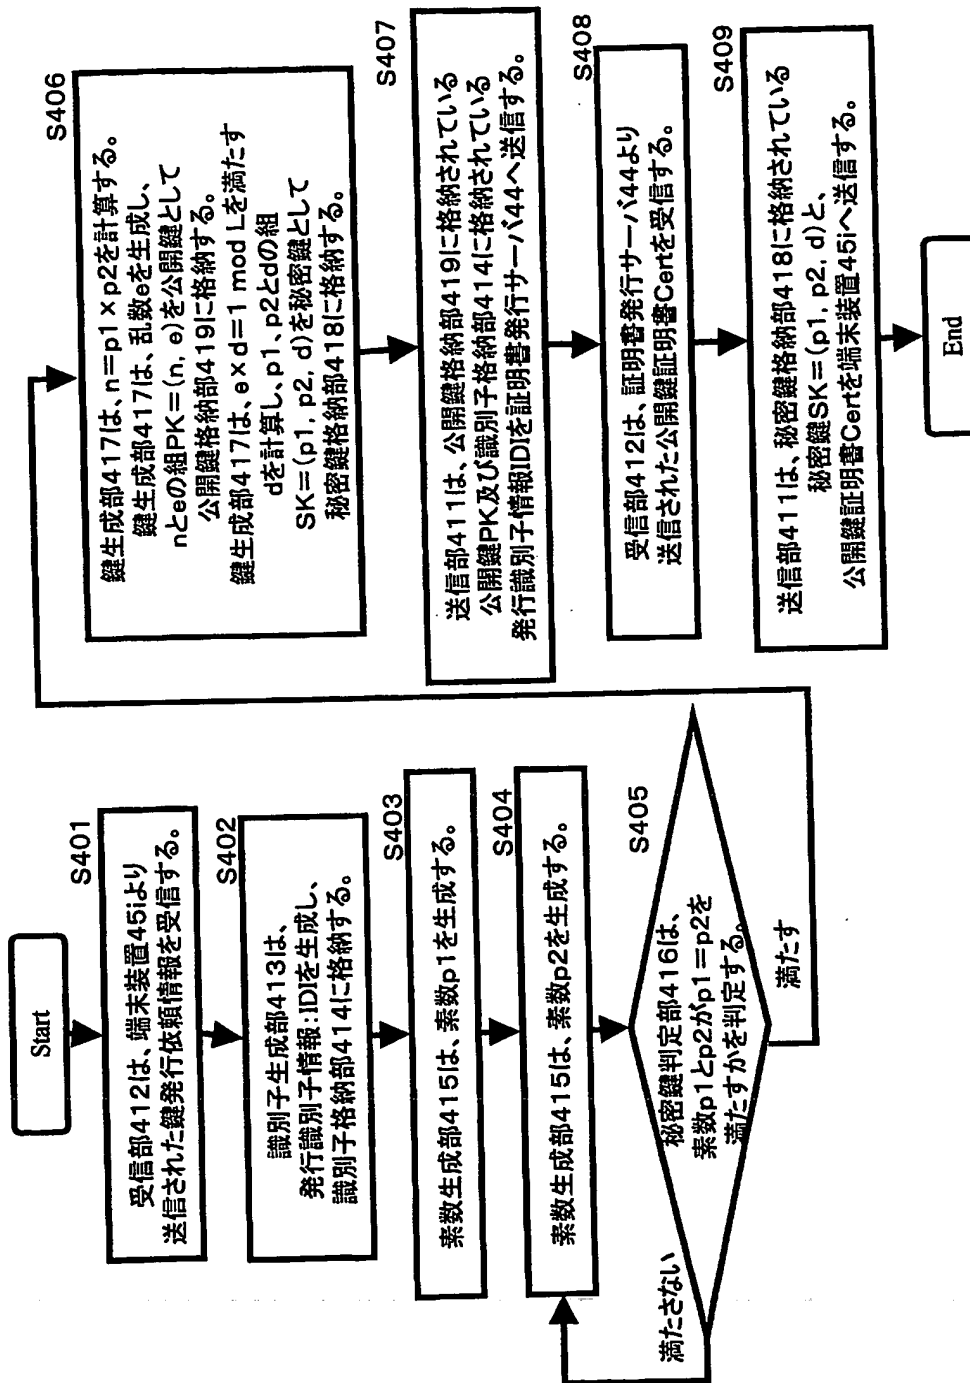 Start
S401
受信部412は、端末装置45iより
送信された鍵発行依頼情報を受信する。
S402
識別子生成部413は、
発行識別子情報:IDIを生成し、
識別子格納部414に格納する。
S403
素数生成部415は、素数p1を生成する。
S404
素数生成部415は、素数p2を生成する。
S405
秘密鍵判定部416は、
素数p1とp2がp1=p2を
満たすかを判定する。
満たさない
満たす
S406
鍵生成部417は、n=p1×p2を計算する。
鍵生成部417は、乱数eを生成し、
nとeの組PK=(n, e)を公開鍵として
公開鍵格納部419に格納する。
鍵生成部417は、e×d=1 mod Lを満たす
dを計算し、p1、p2とdの組
SK=(p1, p2, d)を秘密鍵として
秘密鍵格納部418に格納する。
S407
送信部411は、公開鍵格納部419に格納されている
公開鍵PK及び識別子格納部414に格納されている
発行識別子情報IDIを証明書発行サーバ44へ送信する。
S408
受信部412は、証明書発行サーバ44より
送信された公開鍵証明書Certを受信する。
S409
送信部411は、秘密鍵格納部418に格納されている
秘密鍵SK=(p1, p2, d)と、
公開鍵証明書Certを端末装置45iへ送信する。
End